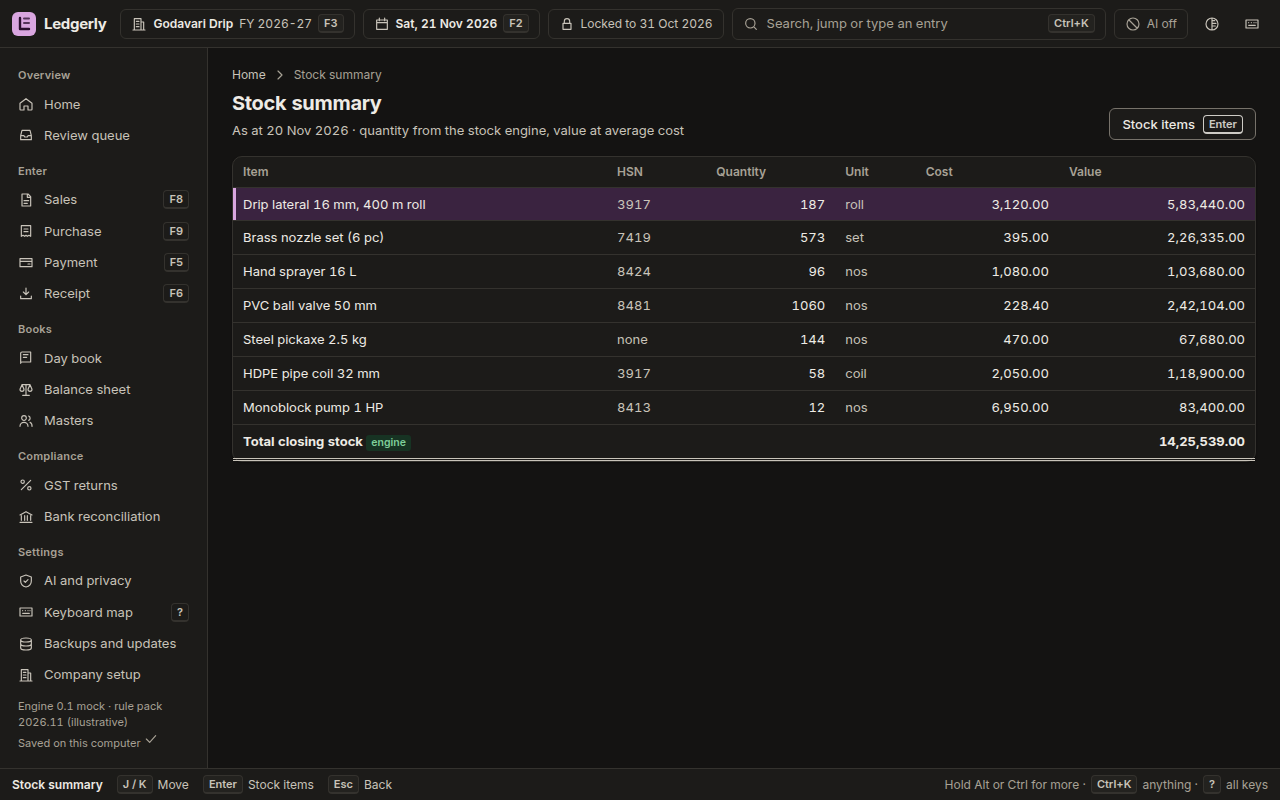 Ledgerly
Godavari Drip FY 2026-27 F3
Sat, 21 Nov 2026 F2
Locked to 31 Oct 2026
Search, jump or type an entry Ctrl+K
AI off
Overview
Home
Review queue
Enter
Sales F8
Purchase F9
Payment F5
Receipt F6
Books
Day book
Balance sheet
Masters
Compliance
GST returns
Bank reconciliation
Settings
AI and privacy
Keyboard map ?
Backups and updates
Company setup
Engine 0.1 mock · rule pack
2026.11 (illustrative)
Saved on this computer
Home > Stock summary
Stock summary
As at 20 Nov 2026 · quantity from the stock engine, value at average cost
Stock items Enter
Item HSN Quantity Unit Cost Value
Drip lateral 16 mm, 400 m roll 3917 187 roll 3,120.00 5,83,440.00
Brass nozzle set (6 pc) 7419 573 set 395.00 2,26,335.00
Hand sprayer 16 L 8424 96 nos 1,080.00 1,03,680.00
PVC ball valve 50 mm 8481 1060 nos 228.40 2,42,104.00
Steel pickaxe 2.5 kg none 144 nos 470.00 67,680.00
HDPE pipe coil 32 mm 3917 58 coil 2,050.00 1,18,900.00
Monoblock pump 1 HP 8413 12 nos 6,950.00 83,400.00
Total closing stock engine 14,25,539.00
Stock summary J / K Move Enter Stock items Esc Back
Hold Alt or Ctrl for more · Ctrl+K anything · ? all keys